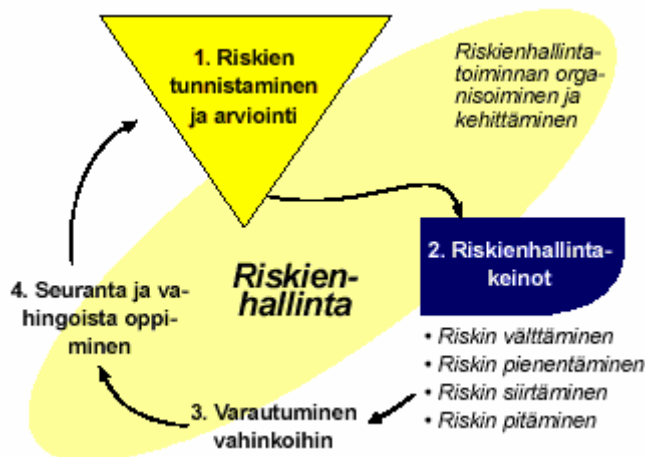 1. Riskien
tunnistaminen
ja arviointi
Riskienhallinta-
toiminnan orga-
nisoiminen ja
kehittäminen
2. Riskienhallinta-
keinot
Riskien-
hallinta
4. Seuranta ja va-
hingoista oppi-
minen
• Riskin välttäminen
• Riskin pienentäminen
• Riskin siirtäminen
• Riskin pitäminen
3. Varautuminen
vahinkoihin